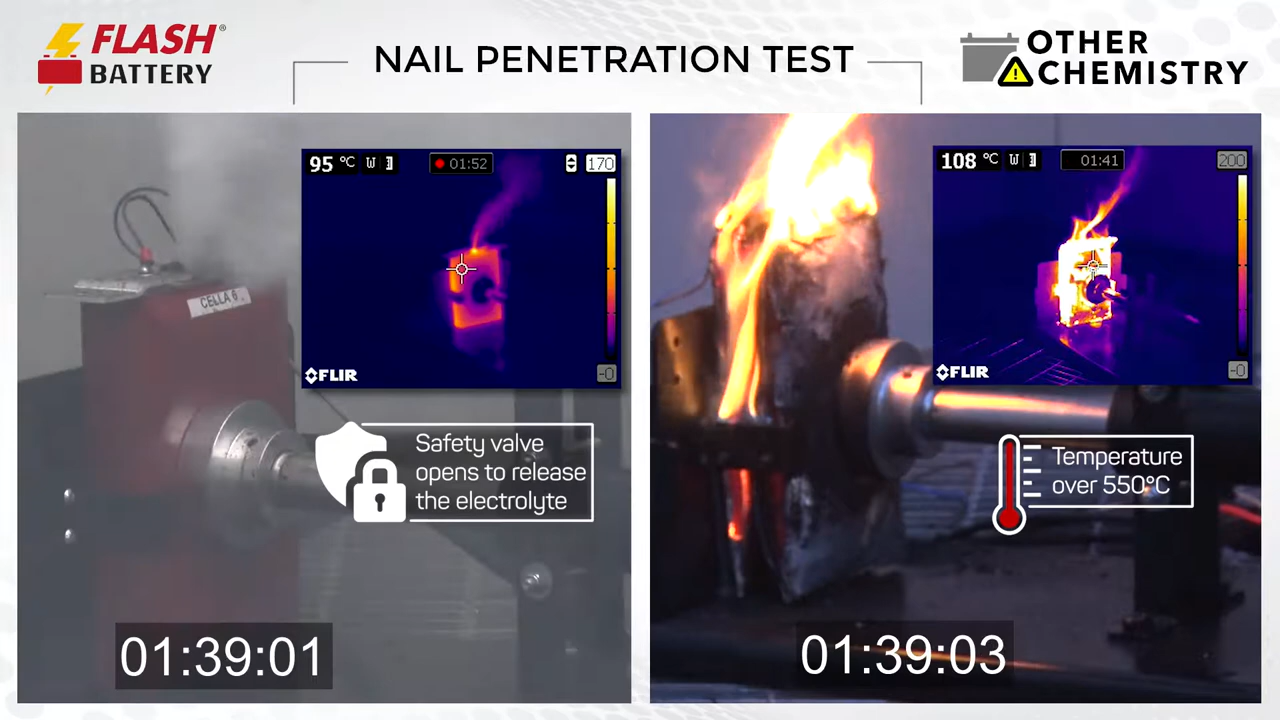 FLASH®
BATTERY
NAIL PENETRATION TEST
OTHER
CHEMISTRY
95 °C W
01:52
170
CELLA 6
-0
FLIR
Safety valve
opens to release
the electrolyte
01:39:01
108 °C W
01:41
200
-0
FLIR
Temperature
over 550°C
01:39:03